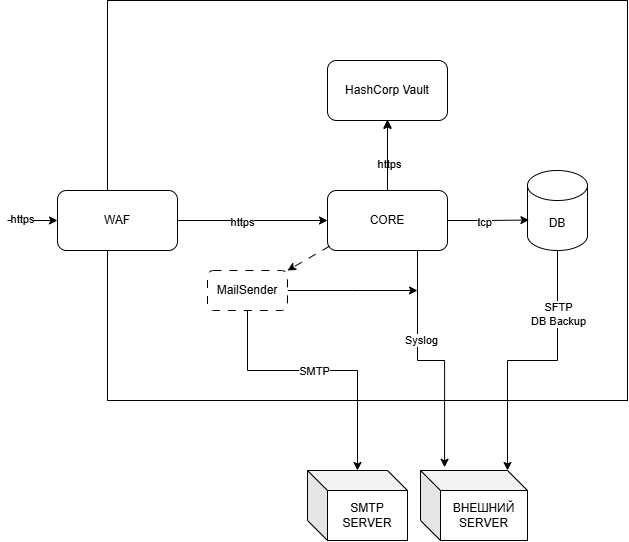 HashCorp Vault
https
-https
WAF
https
CORE
tcp
DB
MailSender
SFTP
DB Backup
Syslog
SMTP
SMTP
SERVER
ВНЕШНИЙ
SERVER